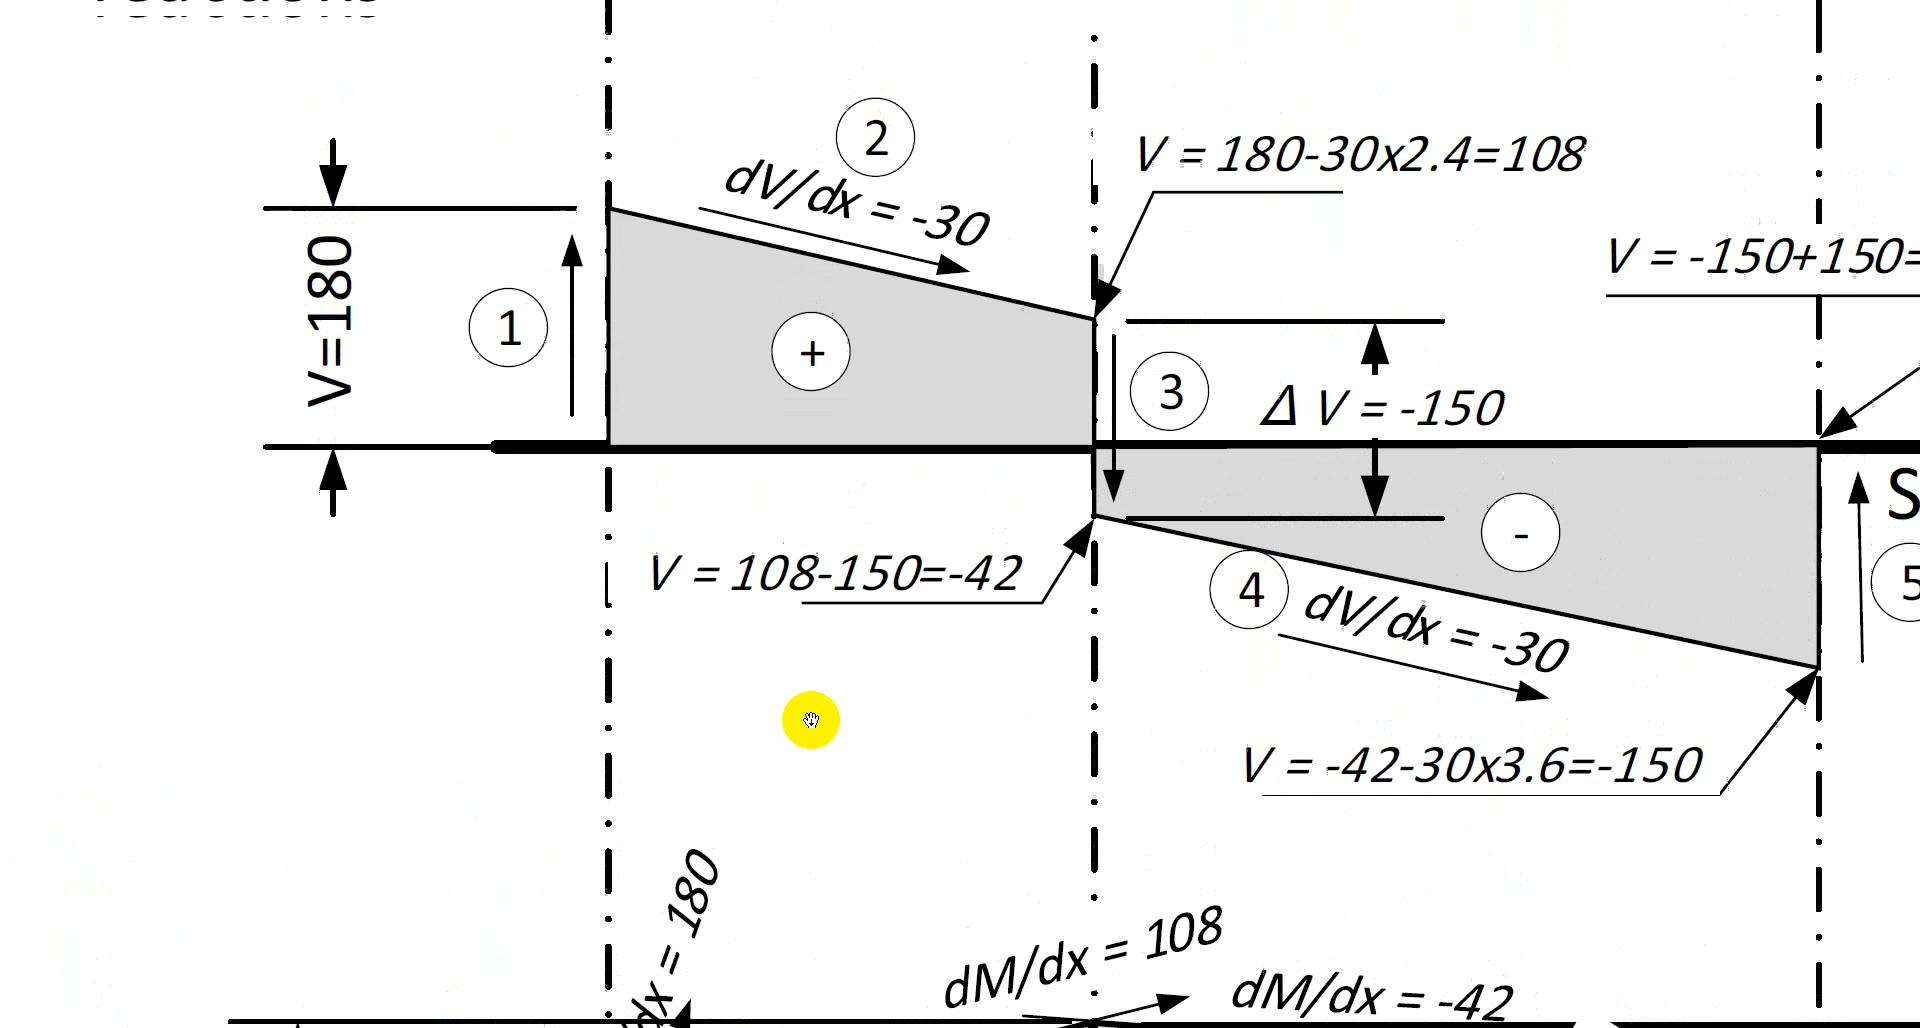 2
dV/dx = -30
V = 180-30x2.4=108
V = -150+150=
V=180
1
+
3
Δ V = -150
S
-
V = 108-150=-42
4
dV/dx = -30
5
V = -42-30x3.6=-150
dx = 180
dM/dx = 108
dM/dx = -42